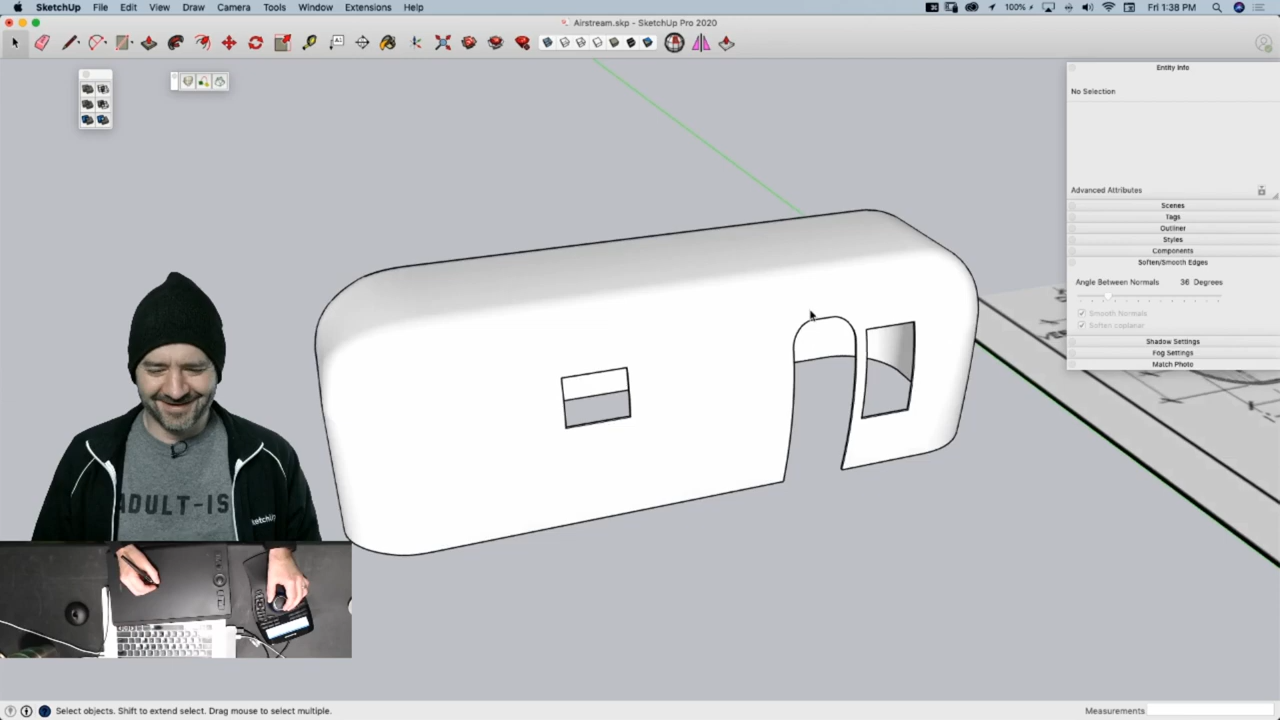 SketchUp File Edit View Draw Camera Tools Window Extensions Help
100% Fri 1:38 PM
Airstream.skp - SketchUp Pro 2020
Entity Info
No Selection
Advanced Attributes
Scenes
Tags
Outliner
Styles
Components
Soften/Smooth Edges
Angle Between Normals 36 Degrees
Smooth Normals
Soften coplanar
Shadow Settings
Fog Settings
Match Photo
ADULT-IS
sketchup
Select objects. Shift to extend select. Drag mouse to select multiple.
Measurements